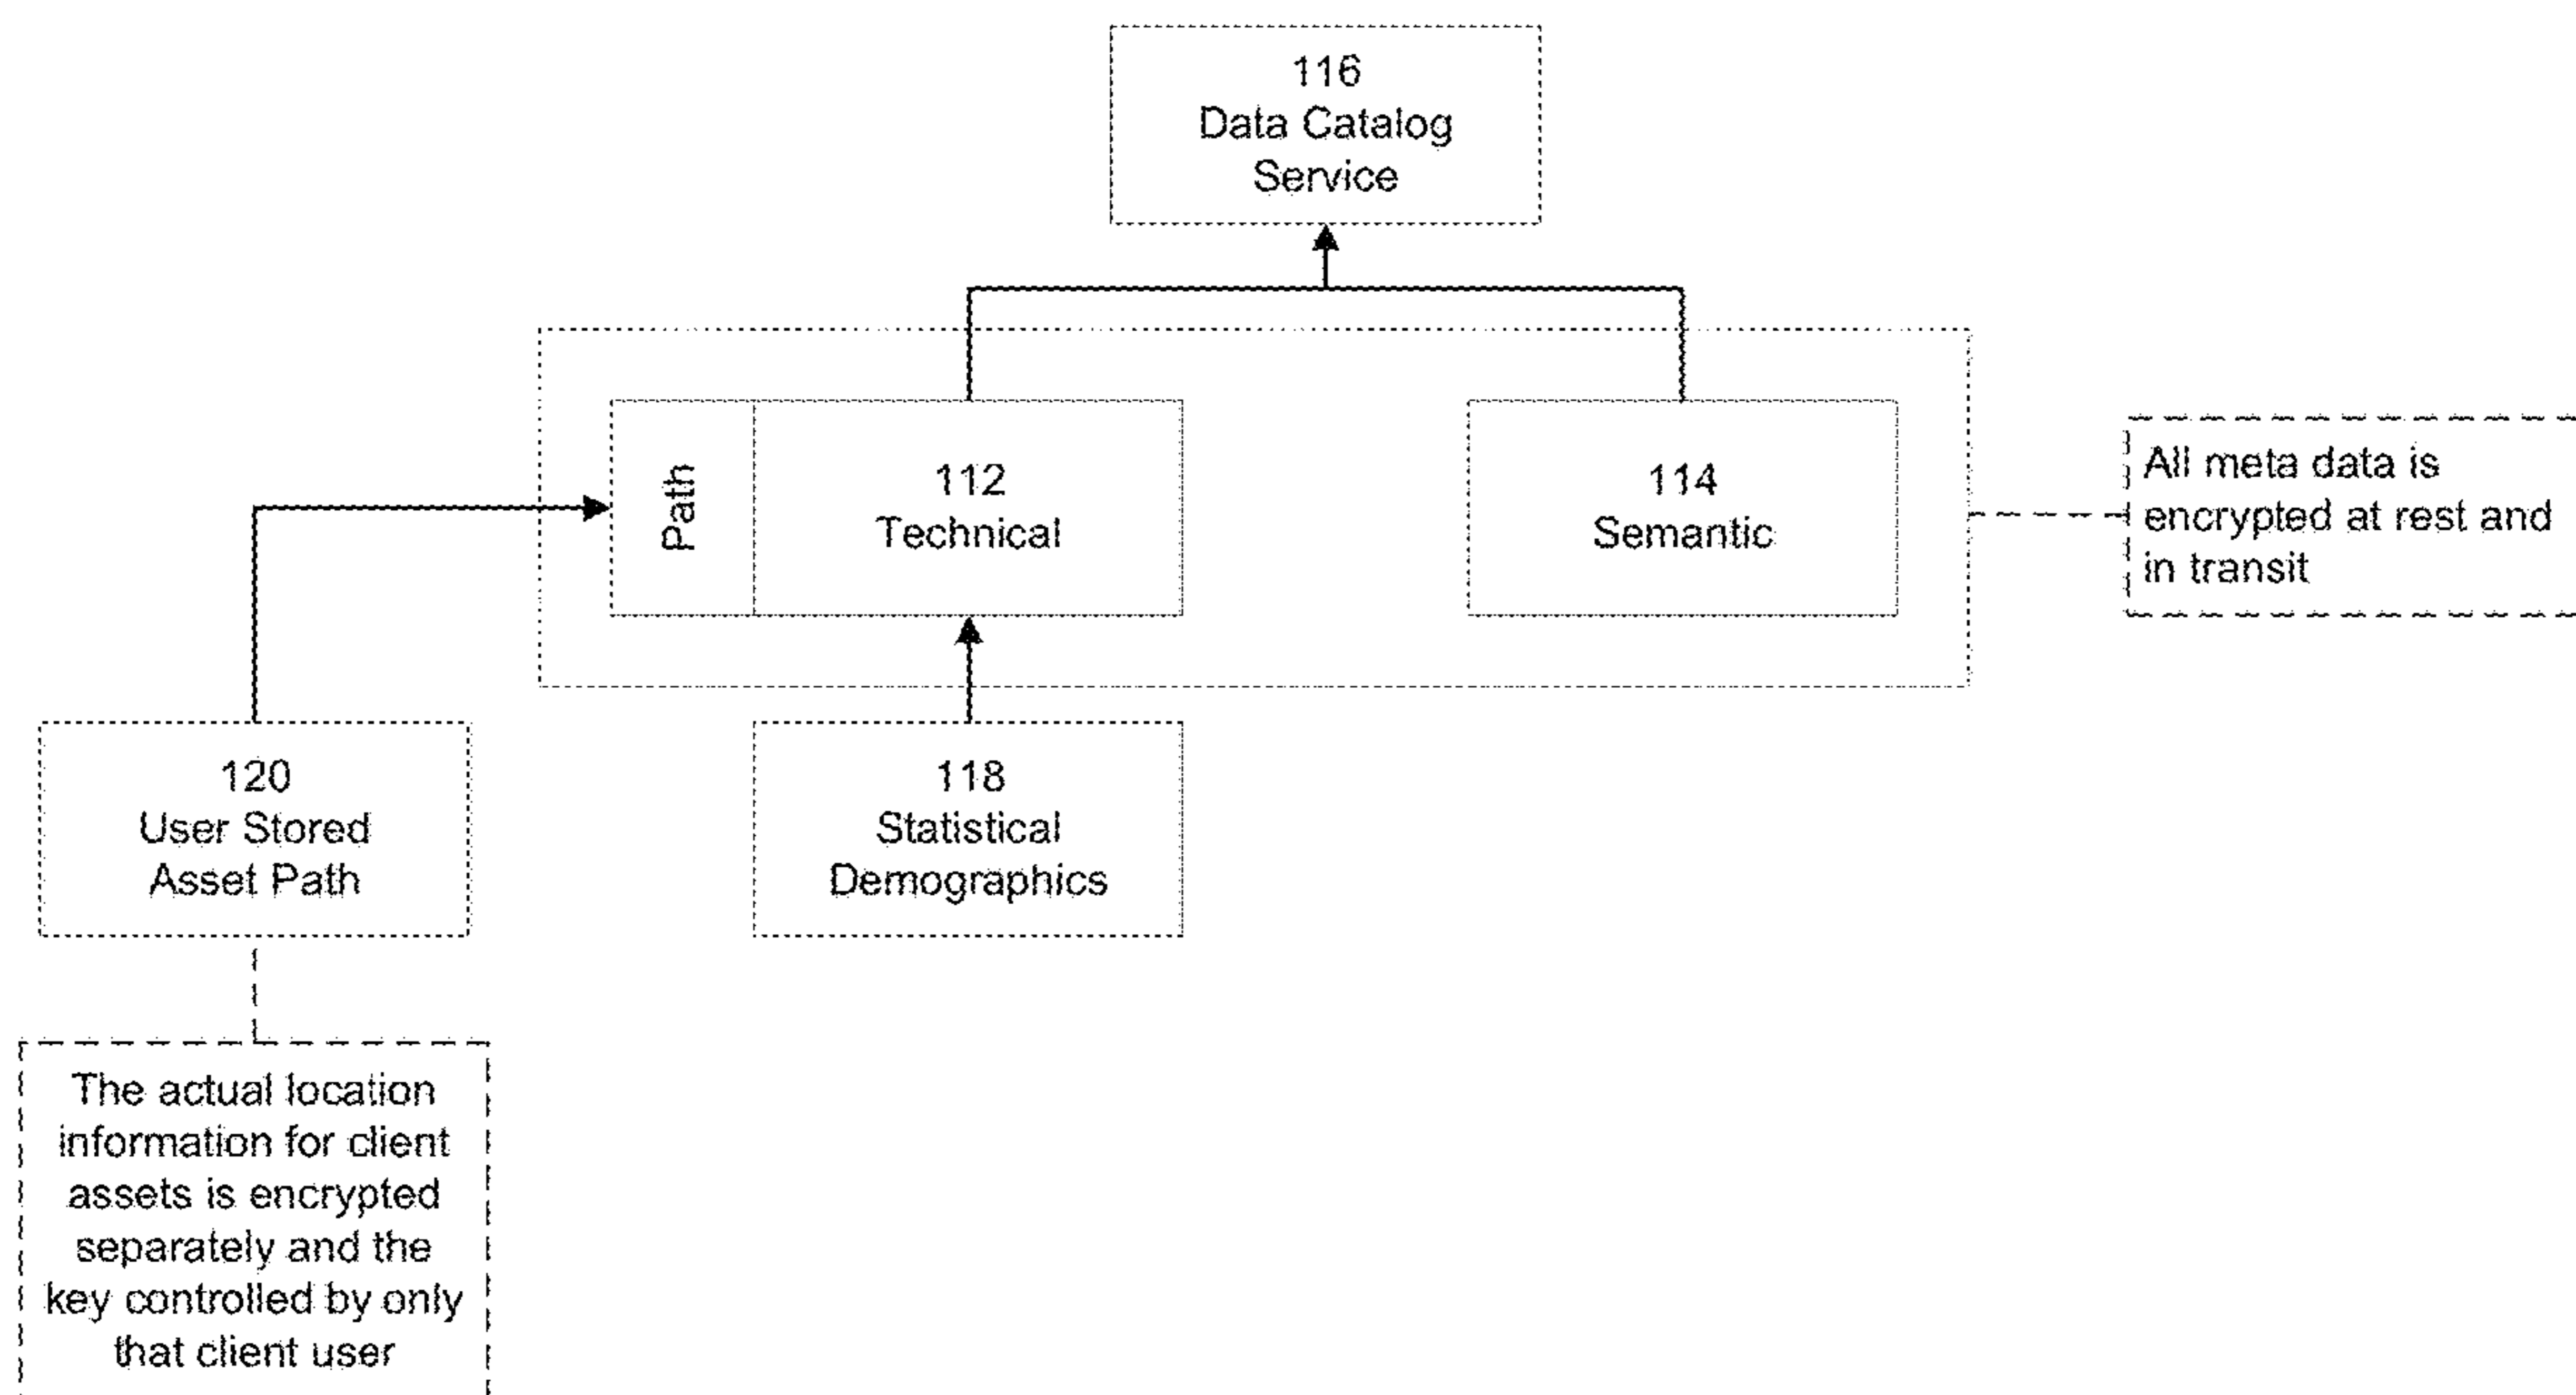 116
Data Catalog
Service
Path
112
Technical
114
Semantic
All meta data is
encrypted at rest and
in transit
120
User Stored
Asset Path
118
Statistical
Demographics
The actual location
information for client
assets is encrypted
separately and the
key controlled by only
that client user